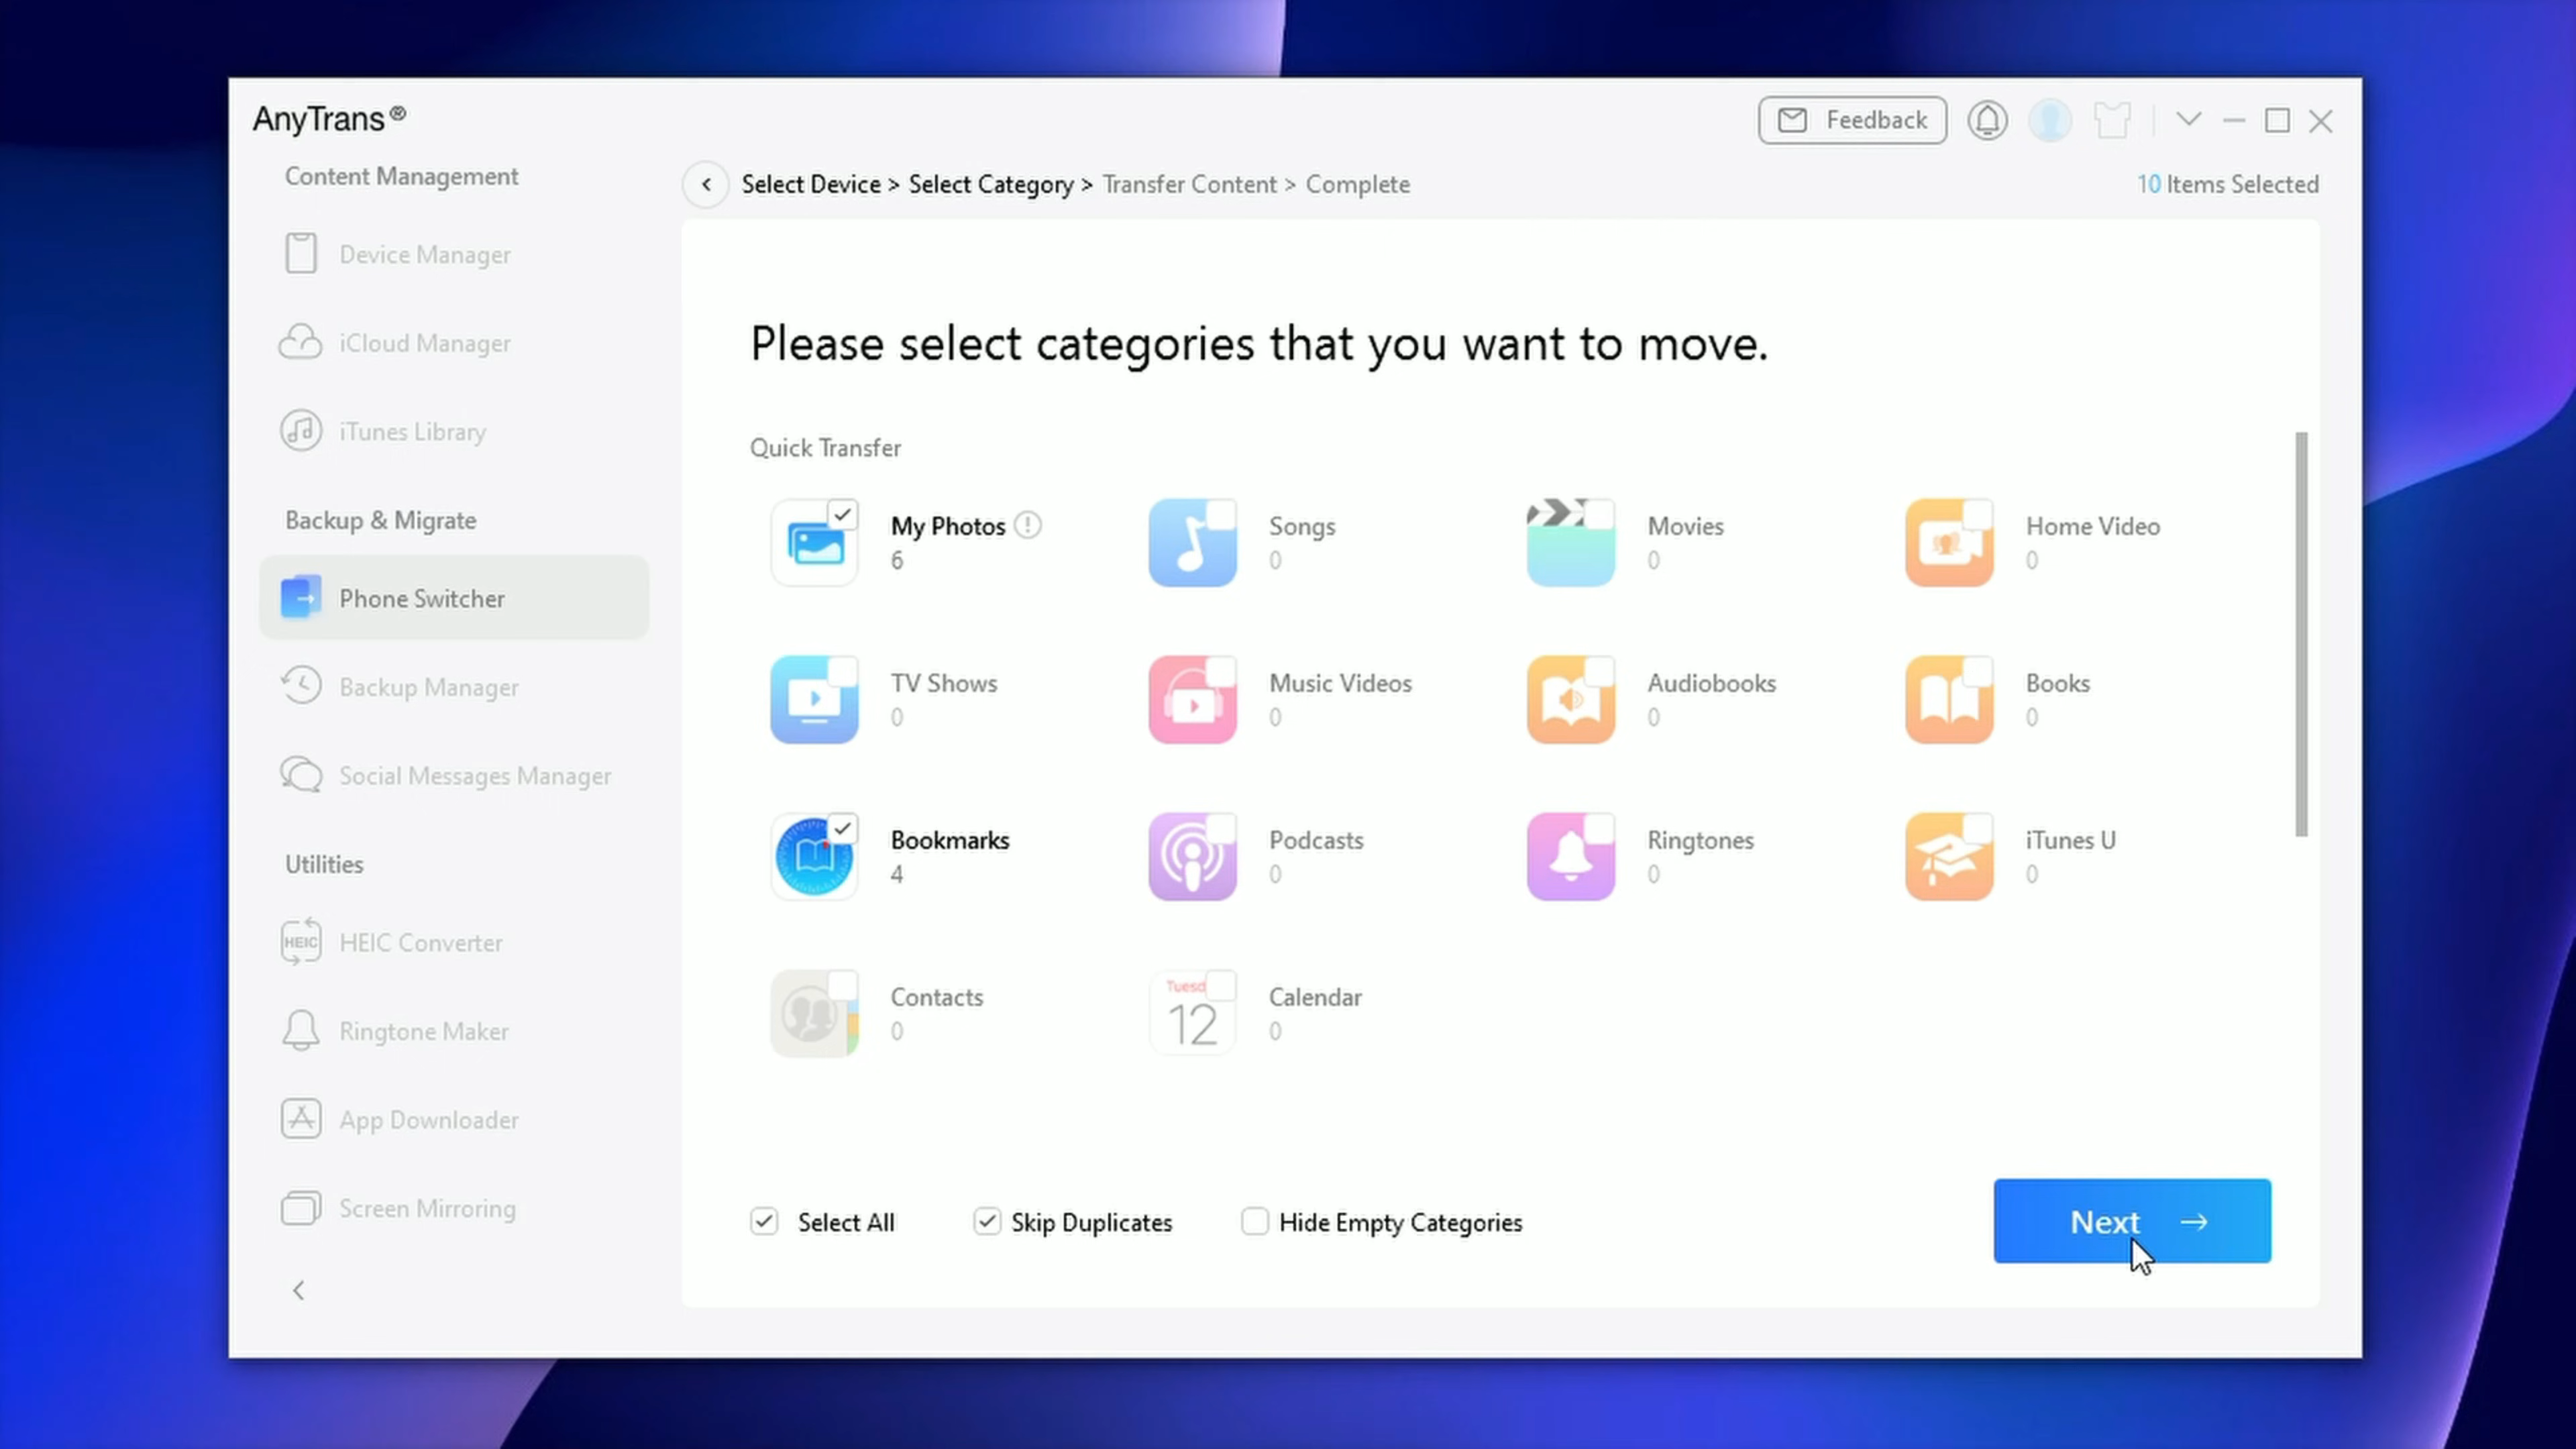 AnyTrans®
Feedback
Content Management
Device Manager
iCloud Manager
iTunes Library
Backup & Migrate
Phone Switcher
Backup Manager
Social Messages Manager
Utilities
HEIC
HEIC Converter
Ringtone Maker
App Downloader
Screen Mirroring
Select Device > Select Category > Transfer Content > Complete
10 Items Selected
Please select categories that you want to move.
Quick Transfer
My Photos
6
Songs
0
Movies
0
Home Video
0
TV Shows
0
Music Videos
0
Audiobooks
0
Books
0
Bookmarks
4
Podcasts
0
Ringtones
0
iTunes U
0
Contacts
0
Tuesd
12
Calendar
0
Select All
Skip Duplicates
Hide Empty Categories
Next